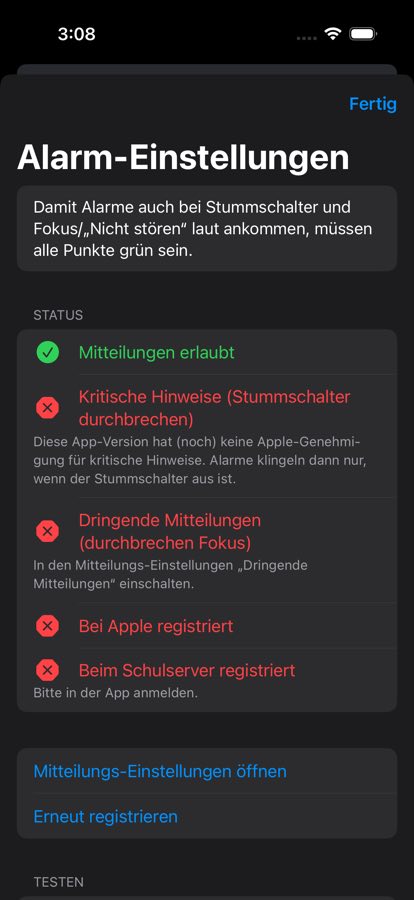 3:08
Fertig
Alarm-Einstellungen
Damit Alarme auch bei Stummschalter und
Fokus/„Nicht stören“ laut ankommen, müssen
alle Punkte grün sein.
STATUS
Mitteilungen erlaubt
Kritische Hinweise (Stummschalter
durchbrechen)
Diese App-Version hat (noch) keine Apple-Genehmi-
gung für kritische Hinweise. Alarme klingeln dann nur,
wenn der Stummschalter aus ist.
Dringende Mitteilungen
(durchbrechen Fokus)
In den Mitteilungs-Einstellungen „Dringende
Mitteilungen“ einschalten.
Bei Apple registriert
Beim Schulserver registriert
Bitte in der App anmelden.
Mitteilungs-Einstellungen öffnen
Erneut registrieren
TESTEN